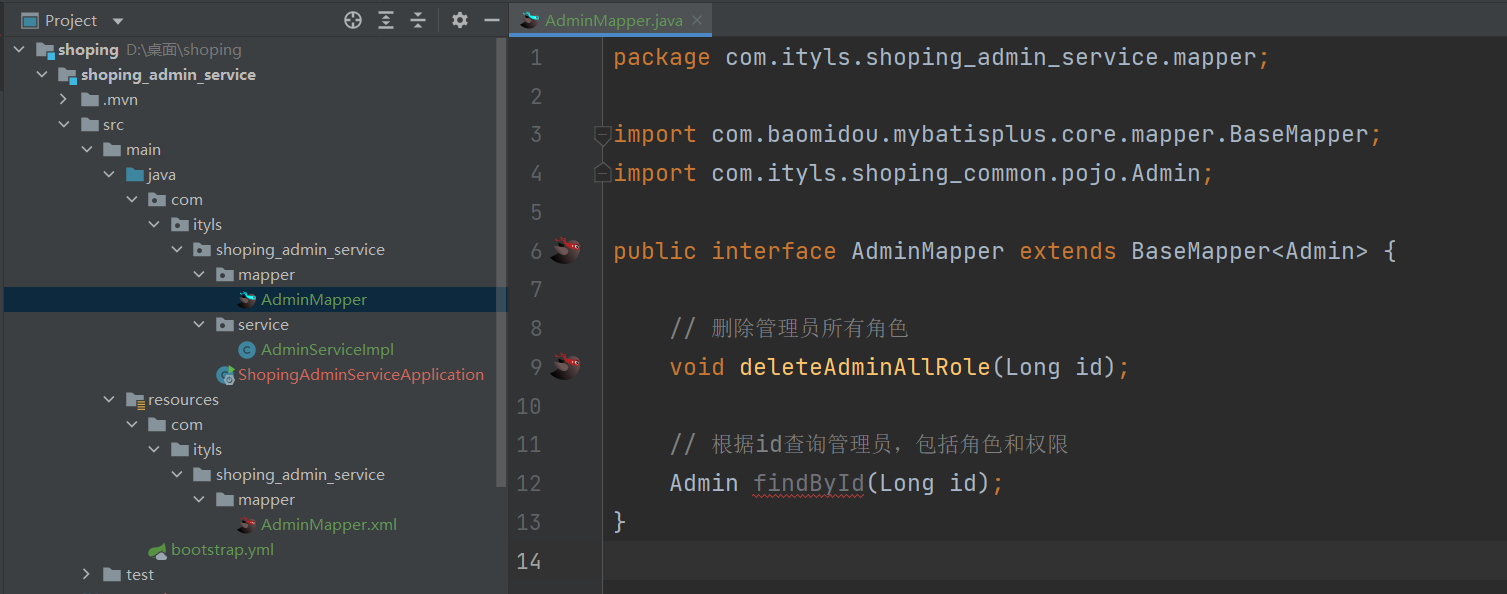 Project
shoping D:\桌面\shoping
shoping_admin_service
.mvn
src
main
java
com
ityls
shoping_admin_service
mapper
AdminMapper
service
AdminServiceImpl
ShopingAdminServiceApplication
resources
com
ityls
shoping_admin_service
mapper
AdminMapper.xml
bootstrap.yml
test
AdminMapper.java
1 package com.ityls.shoping_admin_service.mapper;
2
3 import com.baomidou.mybatisplus.core.mapper.BaseMapper;
4 import com.ityls.shoping_common.pojo.Admin;
5
6 public interface AdminMapper extends BaseMapper<Admin> {
7
8 // 删除管理员所有角色
9 void deleteAdminAllRole(Long id);
10
11 // 根据id查询管理员，包括角色和权限
12 Admin findById(Long id);
13 }
14